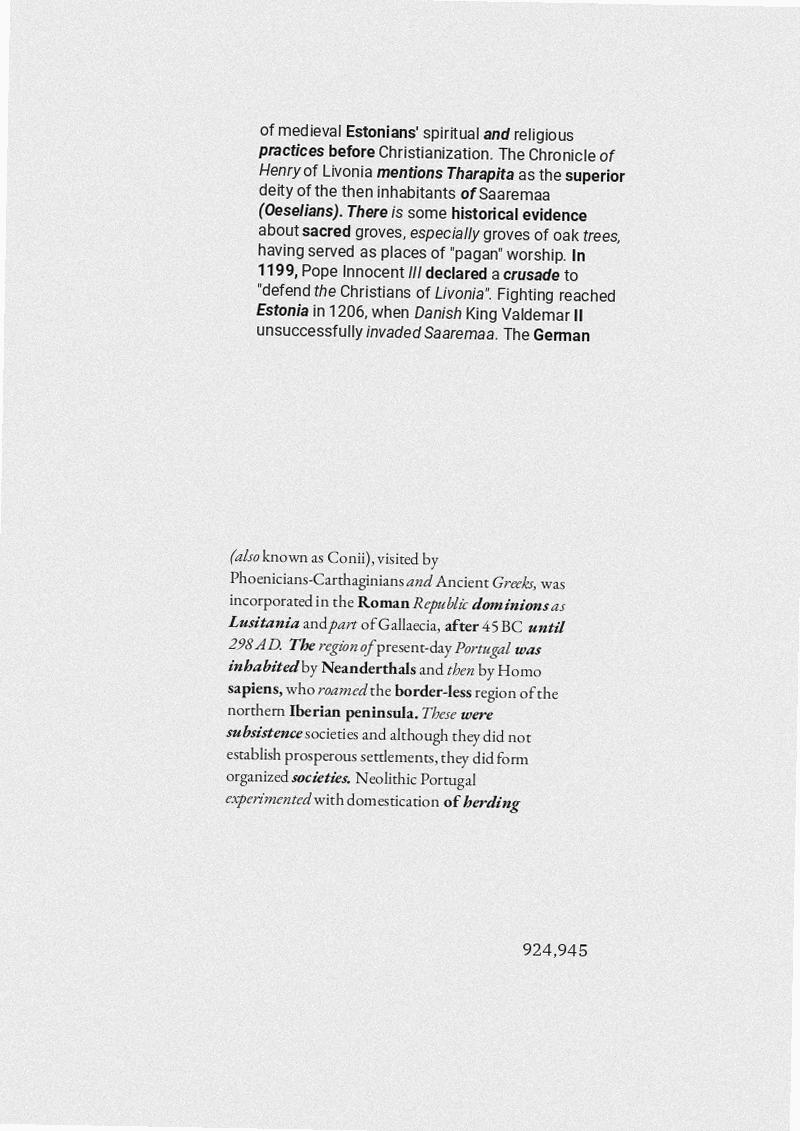 of medieval Estonians' spiritual and religious
practices before Christianization. The Chronicle of
Henry of Livonia mentions Tharapita as the superior
deity of the then inhabitants of Saaremaa
(Oeselians). There is some historical evidence
about sacred groves, especially groves of oak trees,
having served as places of "pagan" worship. In
1199, Pope Innocent III declared a crusade to
"defend the Christians of Livonia". Fighting reached
Estonia in 1206, when Danish King Valdemar II
unsuccessfully invaded Saaremaa. The German
(also known as Conii), visited by
Phoenicians-Carthaginians and Ancient Greeks, was
incorporated in the Roman Republic dominions as
Lusitania and part of Gallaecia, after 45 BC until
298 AD. The region of present-day Portugal was
inhabited by Neanderthals and then by Homo
sapiens, who roamed the border-less region of the
northern Iberian peninsula. These were
subsistence societies and although they did not
establish prosperous settlements, they did form
organized societies. Neolithic Portugal
experimented with domestication of herding
924,945